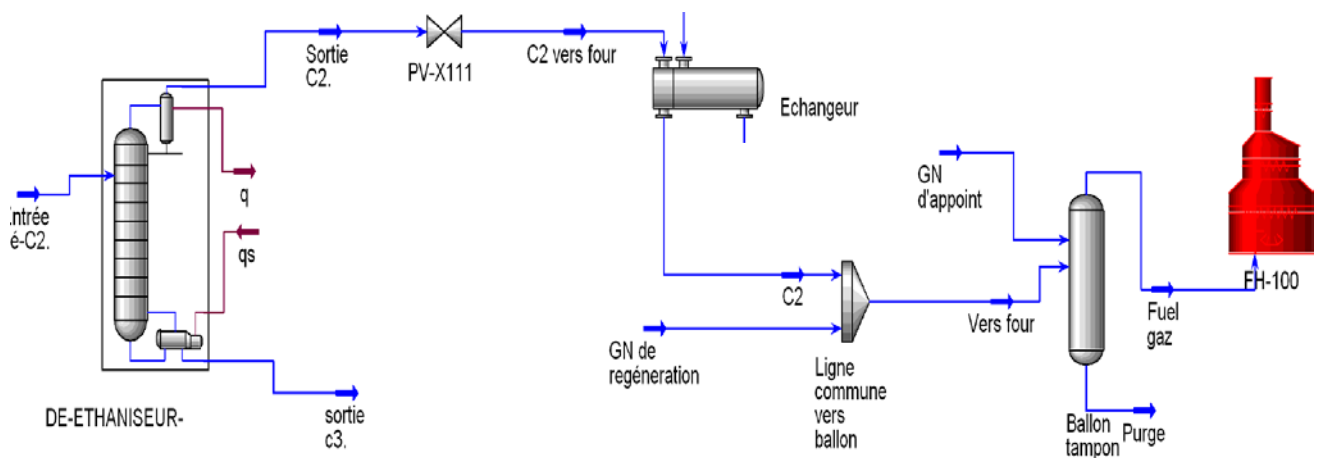 Sortie
C2.
PV-X111
C2 vers four
Echangeur
GN
d'appoint
q
qs
ntrée
é-C2.
C2
Vers four
Fuel
gaz
FH-100
GN de
regéneration
Ligne
commune
vers
ballon
Ballon
tampon
Purge
DE-ETHANISEUR-
sortie
c3.